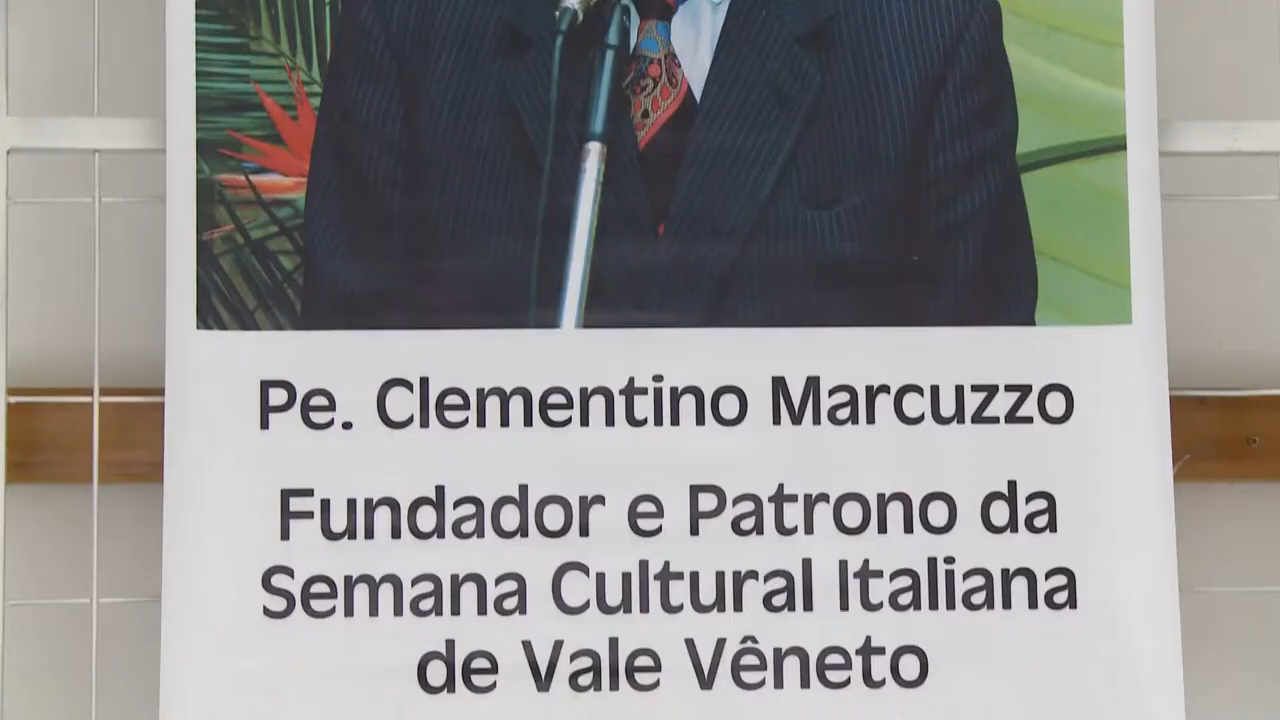 Pe. Clementino Marcuzzo
Fundador e Patrono da
Semana Cultural Italiana
de Vale Vêneto